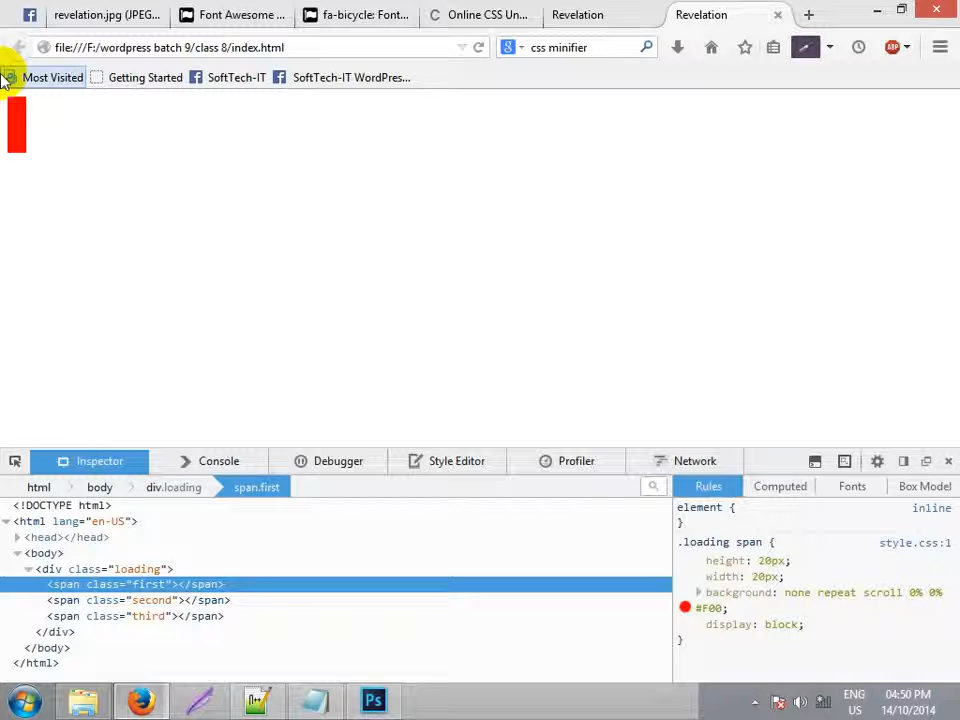 revelation.jpg (JPEG...
Font Awesome ...
fa-bicycle: Font...
Online CSS Un...
Revelation
Revelation
file:///F:/wordpress batch 9/class 8/index.html
css minifier
ABP
Most Visited
Getting Started
SoftTech-IT
SoftTech-IT WordPres...
Inspector
Console
Debugger
Style Editor
Profiler
Network
html
body
div.loading
span.first
Rules
Computed
Fonts
Box Model
<!DOCTYPE html>
<html lang="en-US">
<head></head>
<body>
<div class="loading">
<span class="first"></span>
<span class="second"></span>
<span class="third"></span>
</div>
</body>
</html>
element {
inline
}
.loading span {
style.css:1
height: 20px;
width: 20px;
background: none repeat scroll 0% 0%
#F00;
display: block;
}
Ps
ENG
US
04:50 PM
14/10/2014